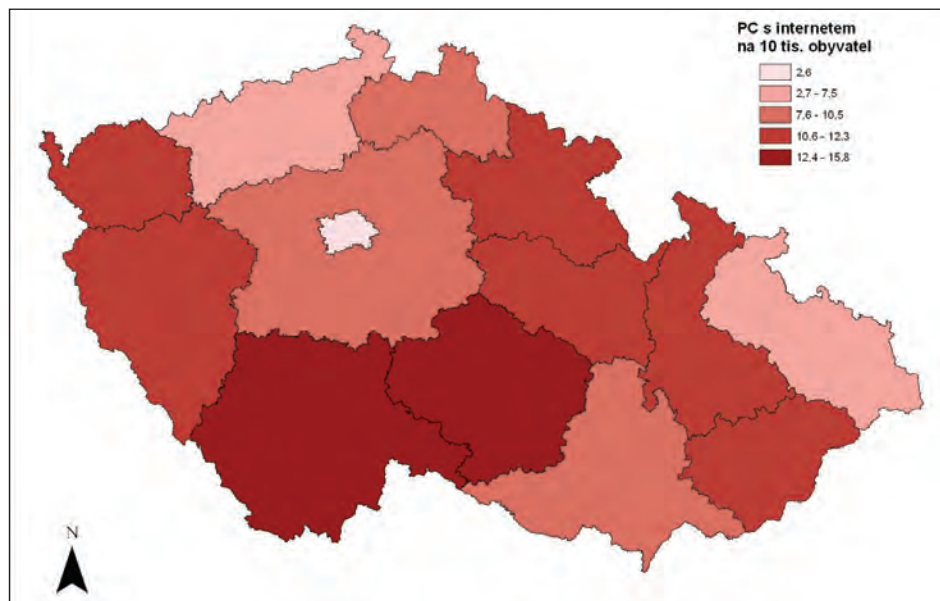 PC s internetem
na 10 tis. obyvatel
2,6
2,7 - 7,5
7,6 - 10,5
10,6 - 12,3
12,4 - 15,8
N